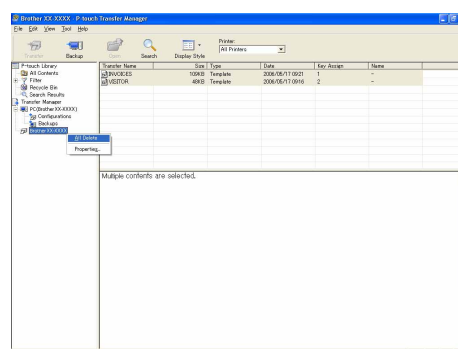 Brother XX-XXXX - P-touch Transfer Manager
File Edit View Tool Help
Transfer Backup Open Search Display Style
Printer:
All Printers
P-touch Library
All Contents
Filter
Recycle Bin
Search Results
Transfer Manager
PC(Brother XX-XXXX)
Configurations
Backups
Brother XX-XXXX
All Delete
Properties...
Transfer Name Size Type Date Key Assign Name
INVOICES 109KB Template 2006/05/17 09:21 1 -
VISITOR 48KB Template 2006/05/17 09:16 2 -
Multiple contents are selected.